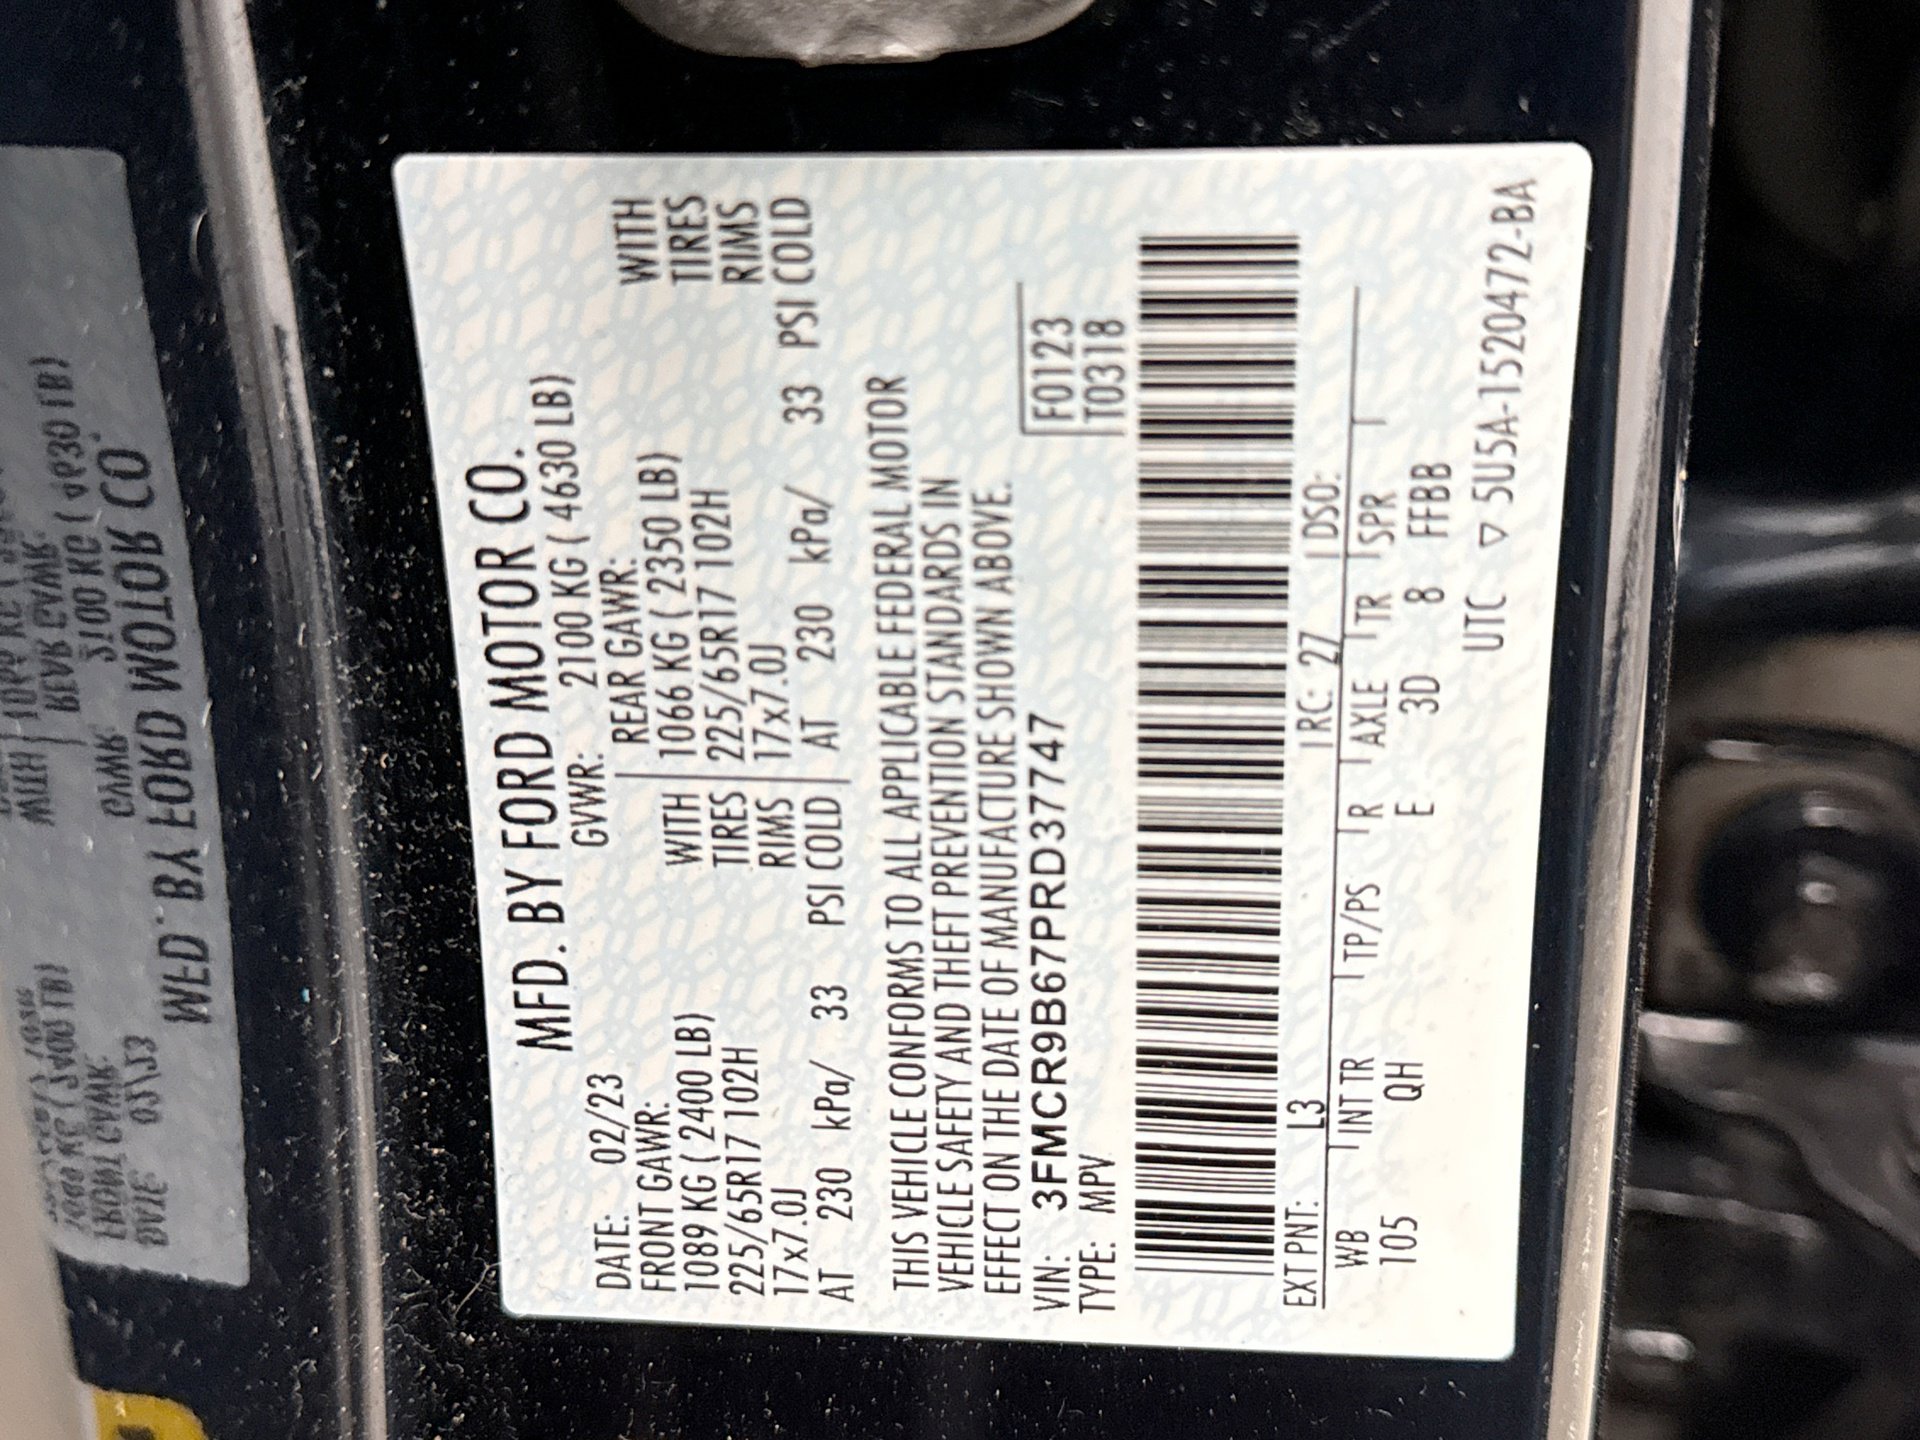 MFD. BY FORD MOTOR CO.
DATE: 02/23 GVWR: 2100 KG ( 4630 LB)
FRONT GAWR: REAR GAWR:
1089 KG ( 2400 LB) WITH 1066 KG ( 2350 LB) WITH
225/65R17 102H TIRES 225/65R17 102H TIRES
17x7.0J RIMS 17x7.0J RIMS
AT 230 kPa/ 33 PSI COLD AT 230 kPa/ 33 PSI COLD
THIS VEHICLE CONFORMS TO ALL APPLICABLE FEDERAL MOTOR
VEHICLE SAFETY AND THEFT PREVENTION STANDARDS IN
EFFECT ON THE DATE OF MANUFACTURE SHOWN ABOVE.
VIN: 3FMCR9B67PRD37747 F0123
TYPE: MPV T0318
EXT PNT: L3 RC: 27 DSO:
WB INT TR TP/PS R AXLE TR SPR
105 QH E 3D 8 FFBB
UTC ▽ 5U5A-1520472-BA